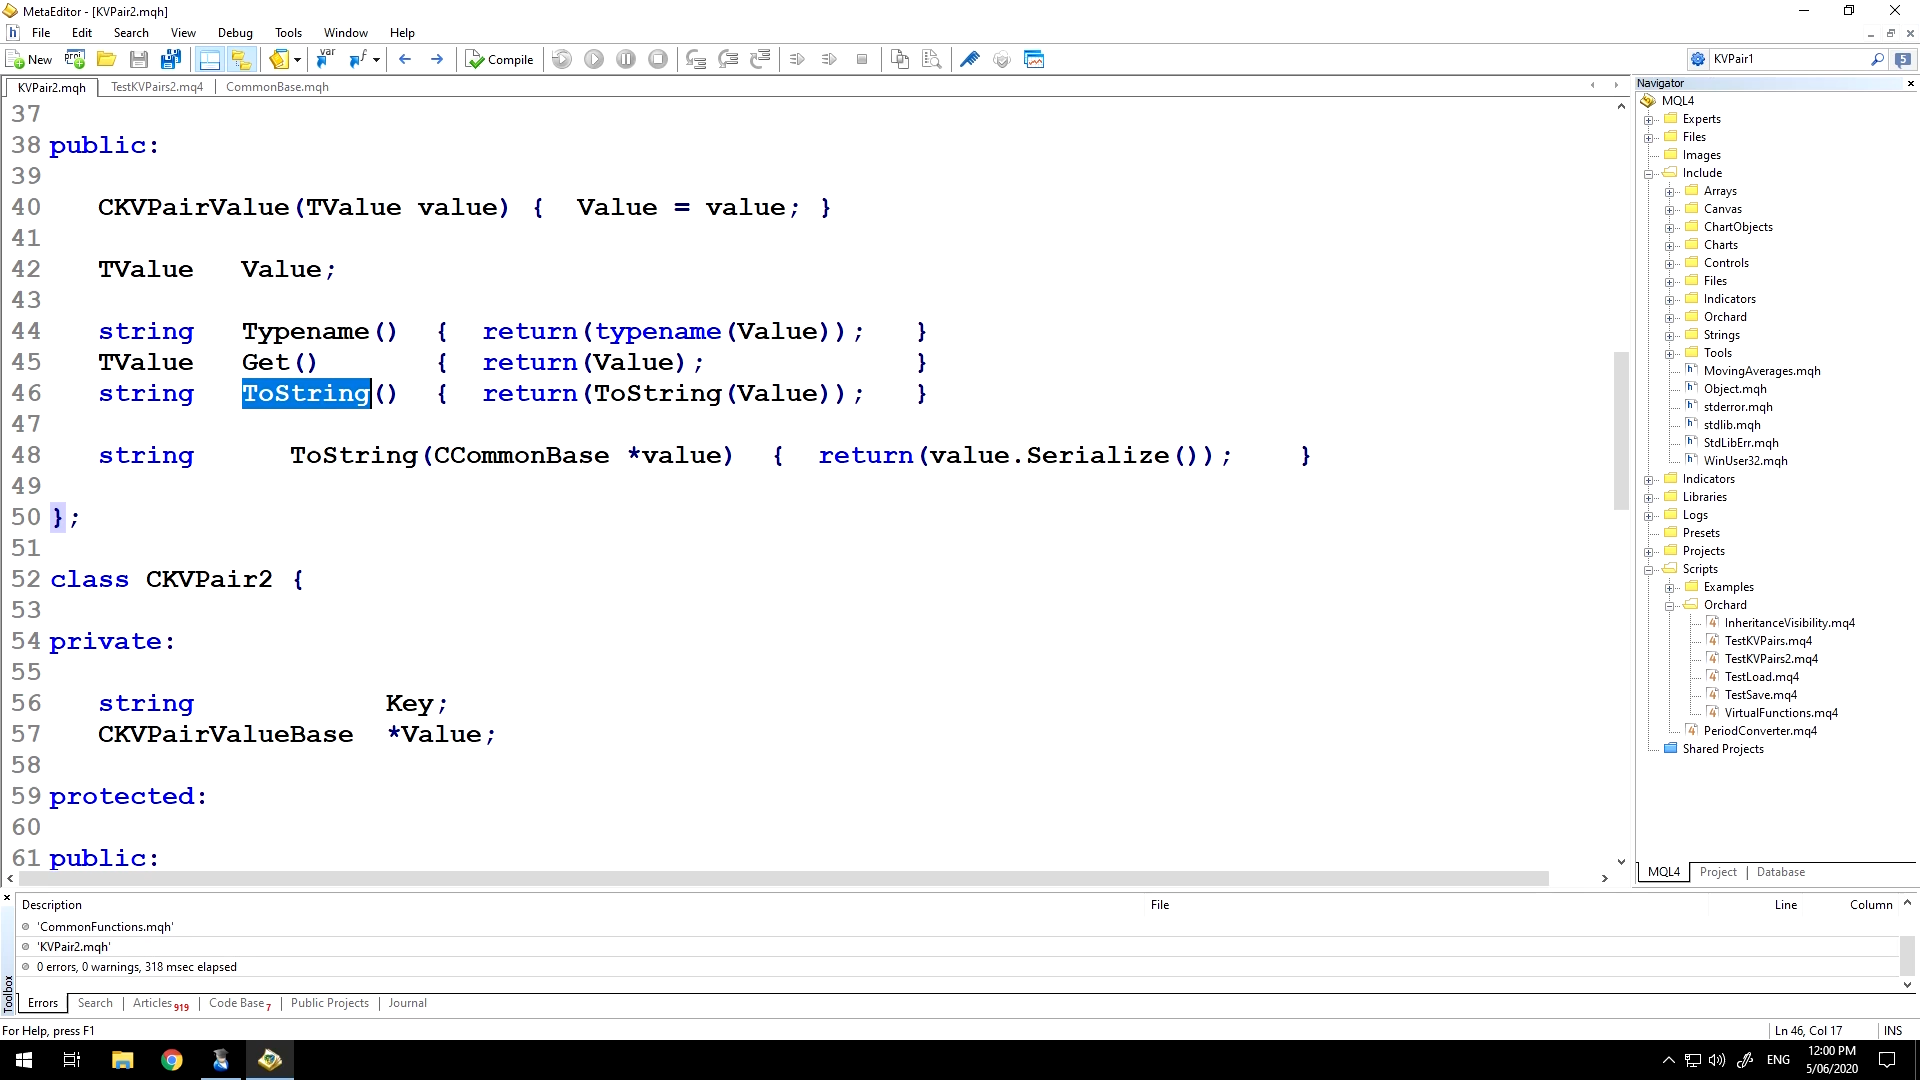 MetaEditor - [KVPair2.mqh]
File Edit Search View Debug Tools Window Help
New Compile KVPair1 5
KVPair2.mqh TestKVPairs2.mq4 CommonBase.mqh
37
38 public:
39
40 CKVPairValue(TValue value) { Value = value; }
41
42 TValue Value;
43
44 string Typename() { return(typename(Value)); }
45 TValue Get() { return(Value); }
46 string ToString() { return(ToString(Value)); }
47
48 string ToString(CCommonBase *value) { return(value.Serialize()); }
49
50 };
51
52 class CKVPair2 {
53
54 private:
55
56 string Key;
57 CKVPairValueBase *Value;
58
59 protected:
60
61 public:
Navigator
MQL4
Experts
Files
Images
Include
Arrays
Canvas
ChartObjects
Charts
Controls
Files
Indicators
Orchard
Strings
Tools
MovingAverages.mqh
Object.mqh
stderror.mqh
stdlib.mqh
StdLibErr.mqh
WinUser32.mqh
Indicators
Libraries
Logs
Presets
Projects
Scripts
Examples
Orchard
InheritanceVisibility.mq4
TestKVPairs.mq4
TestKVPairs2.mq4
TestLoad.mq4
TestSave.mq4
VirtualFunctions.mq4
PeriodConverter.mq4
Shared Projects
MQL4 Project Database
Description File Line Column
'CommonFunctions.mqh'
'KVPair2.mqh'
0 errors, 0 warnings, 318 msec elapsed
Toolbox
Errors Search Articles 919 Code Base 7 Public Projects Journal
For Help, press F1 Ln 46, Col 17 INS
ENG 12:00 PM
5/06/2020